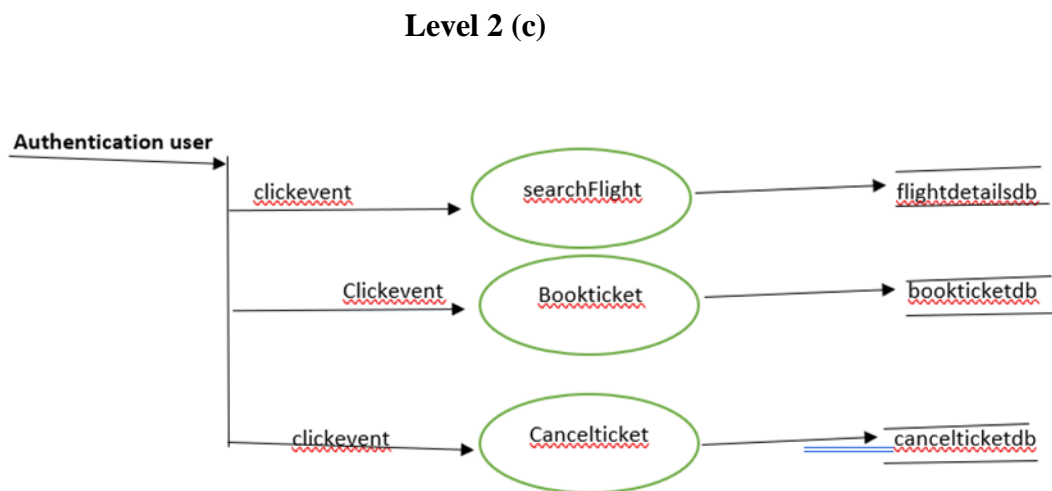 Level 2 (c)
Authentication user
clickevent
searchFlight
flightdetailsdb
Clickevent
Bookticket
bookticketdb
clickevent
Cancelticket
cancelticketdb